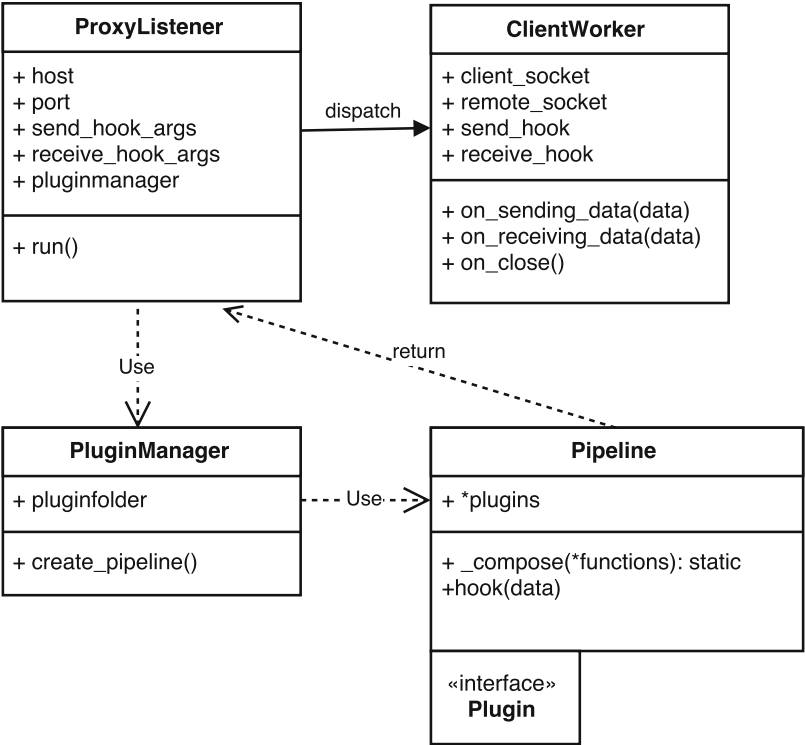 ProxyListener
+ host
+ port
+ send_hook_args
+ receive_hook_args
+ pluginmanager
+ run()
dispatch
ClientWorker
+ client_socket
+ remote_socket
+ send_hook
+ receive_hook
+ on_sending_data(data)
+ on_receiving_data(data)
+ on_close()
Use
return
PluginManager
+ pluginfolder
+ create_pipeline()
Use
Pipeline
+ *plugins
+ _compose(*functions): static
+hook(data)
«interface»
Plugin